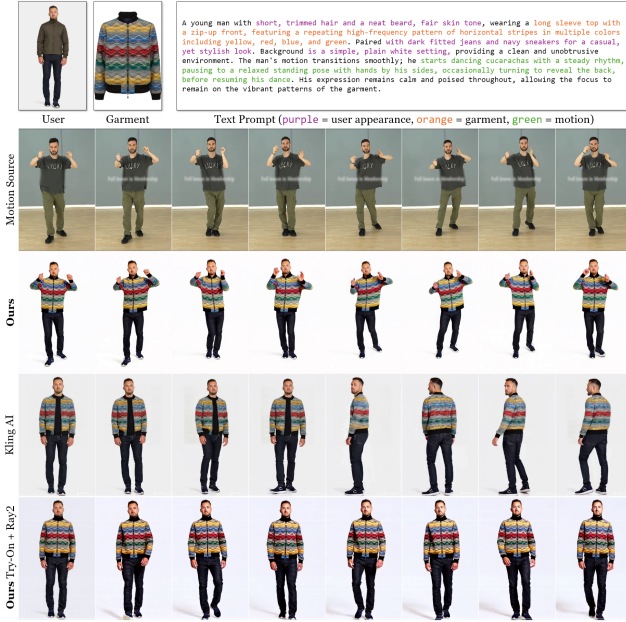 A young man with short, trimmed hair and a neat beard, fair skin tone, wearing a long sleeve top with
a zip-up front, featuring a repeating high-frequency pattern of horizontal stripes in multiple colors
including yellow, red, blue, and green. Paired with dark fitted jeans and navy sneakers for a casual,
yet stylish look. Background is a simple, plain white setting, providing a clean and unobtrusive
environment. The man's motion transitions smoothly; he starts dancing cucarachas with a steady rhythm,
pausing to a relaxed standing pose with hands by his sides, occasionally turning to reveal the back,
before resuming his dance. His expression remains calm and poised throughout, allowing the focus to
remain on the vibrant patterns of the garment.
User
Garment
Text Prompt (purple = user appearance, orange = garment, green = motion)
Motion Source
Ours
Kling AI
Ours Try-On + Ray2